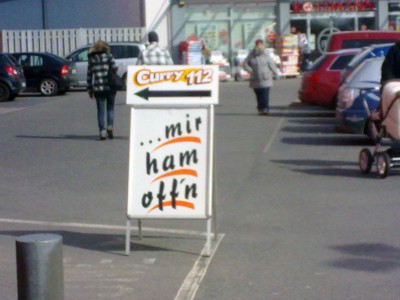 Curry 112
...mir
ham
off'n